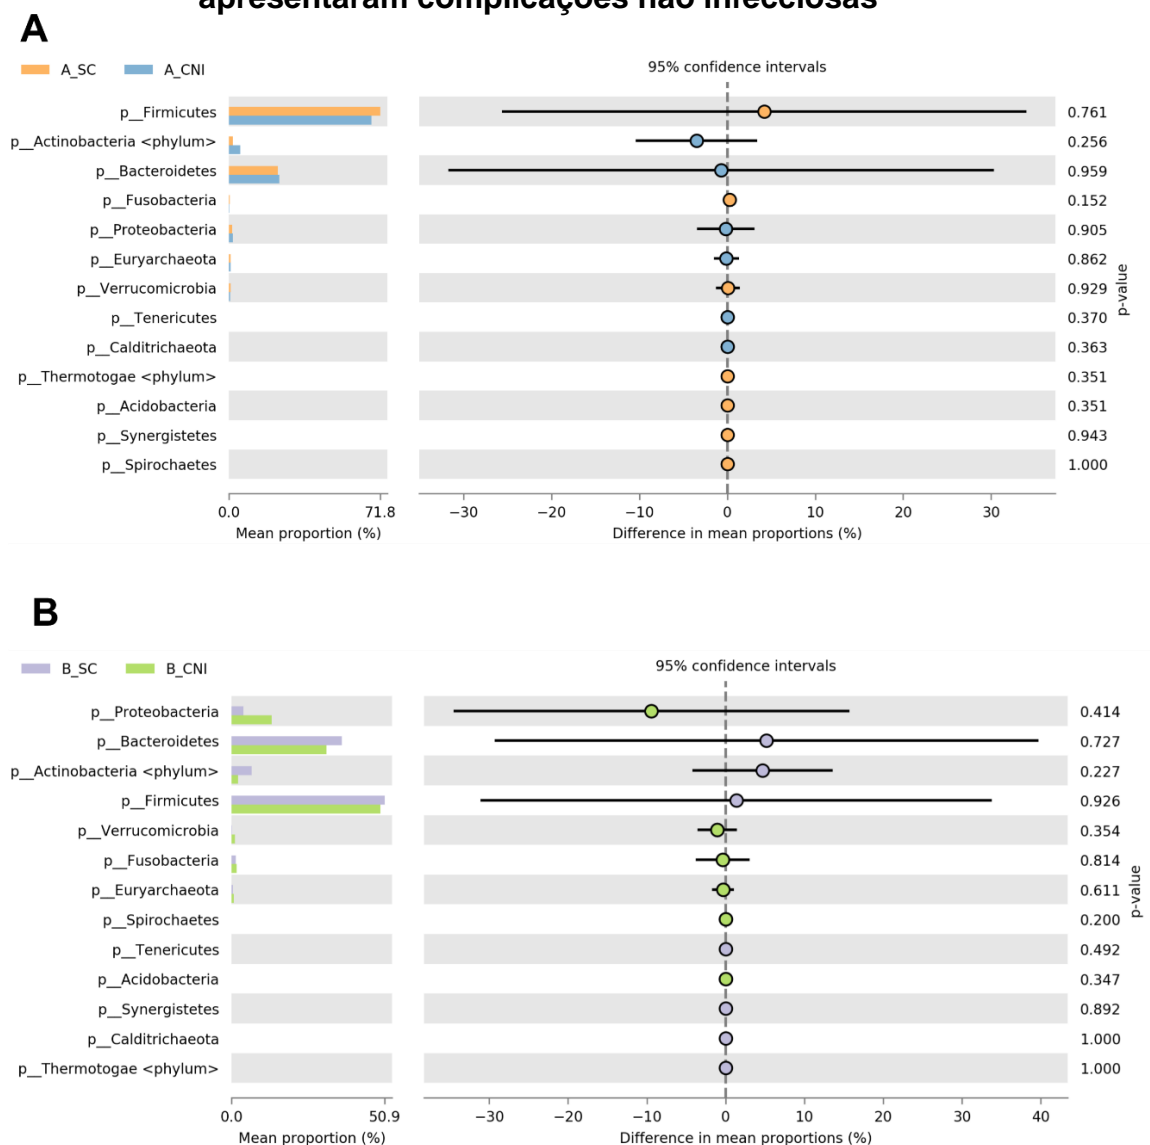 apresentaram complicações não infecciosas
A
A_SC A_CNI
95% confidence intervals
p__Firmicutes 0.761
p__Actinobacteria <phylum> 0.256
p__Bacteroidetes 0.959
p__Fusobacteria 0.152
p__Proteobacteria 0.905
p__Euryarchaeota 0.862
p__Verrucomicrobia 0.929
p__Tenericutes 0.370
p__Calditrichaeota 0.363
p__Thermotogae <phylum> 0.351
p__Acidobacteria 0.351
p__Synergistetes 0.943
p__Spirochaetes 1.000
p-value
0.0 71.8 −30 −20 −10 0 10 20 30
Mean proportion (%) Difference in mean proportions (%)
B
B_SC B_CNI
95% confidence intervals
p__Proteobacteria 0.414
p__Bacteroidetes 0.727
p__Actinobacteria <phylum> 0.227
p__Firmicutes 0.926
p__Verrucomicrobia 0.354
p__Fusobacteria 0.814
p__Euryarchaeota 0.611
p__Spirochaetes 0.200
p__Tenericutes 0.492
p__Acidobacteria 0.347
p__Synergistetes 0.892
p__Calditrichaeota 1.000
p__Thermotogae <phylum> 1.000
p-value
0.0 50.9 −30 −20 −10 0 10 20 30 40
Mean proportion (%) Difference in mean proportions (%)